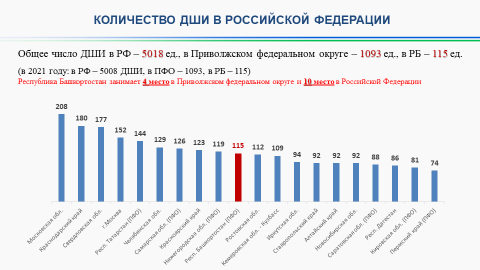 КОЛИЧЕСТВО ДШИ В РОССИЙСКОЙ ФЕДЕРАЦИИ
Общее число ДШИ в РФ – 5018 ед., в Приволжском федеральном округе – 1093 ед., в РБ – 115 ед.
(в 2021 году: в РФ – 5008 ДШИ, в ПФО – 1093, в РБ – 115)
Республика Башкортостан занимает 4 место в Приволжском федеральном округе и 10 место в Российской Федерации
208
180
177
152
144
129
126
123
119
115
112
109
94
92
92
92
88
86
81
74
Московская обл.
Краснодарский край
Свердловская обл.
г. Москва
Респ. Татарстан (ПФО)
Челябинская обл.
Самарская обл. (ПФО)
Красноярский край
Нижегородская обл. (ПФО)
Респ. Башкортостан (ПФО)
Ростовская обл.
Кемеровская обл. - Кузбасс
Иркутская обл.
Ставропольский край
Алтайский край
Новосибирская обл.
Саратовская обл. (ПФО)
Респ. Дагестан
Кировская обл. (ПФО)
Пермский край (ПФО)